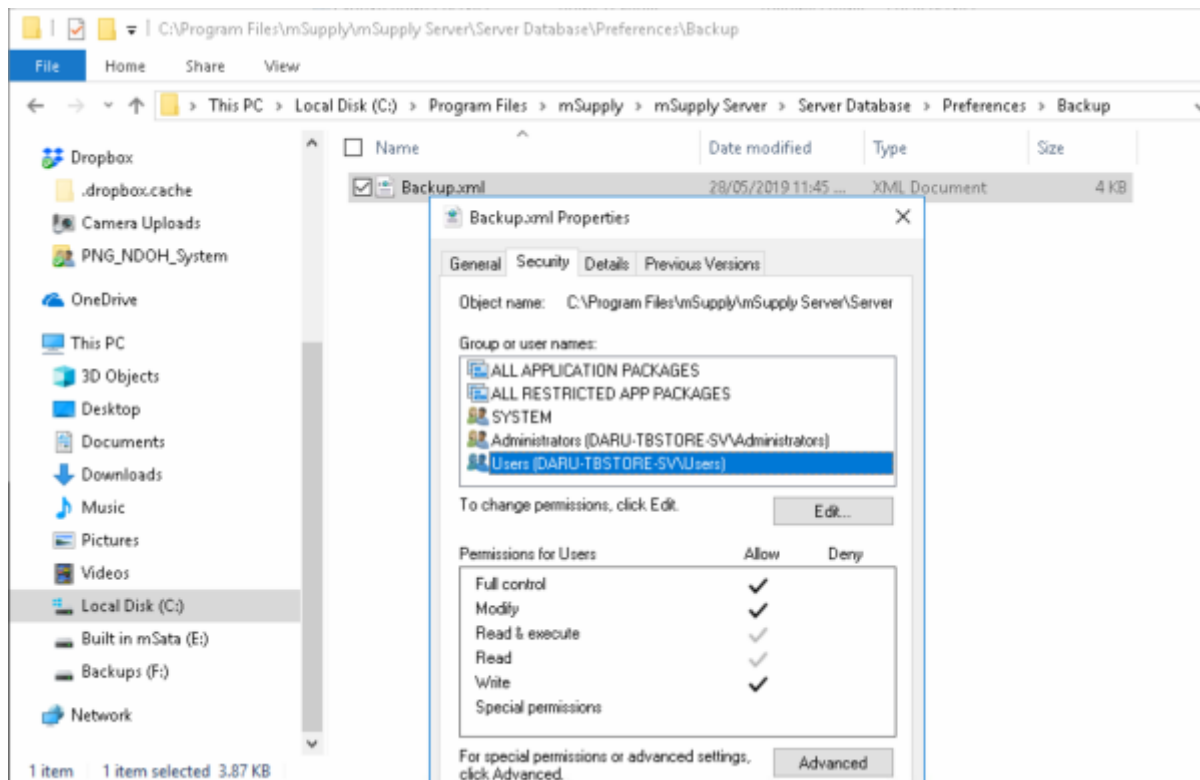 C:\Program Files\mSupply\mSupply Server\Server Database\Preferences\Backup
File Home Share View
This PC > Local Disk (C:) > Program Files > mSupply > mSupply Server > Server Database > Preferences > Backup
Name Date modified Type Size
Backup.xml 28/05/2019 11:45 ... XML Document 4 KB
Dropbox
.dropbox.cache
Camera Uploads
PNG_NDOH_System
OneDrive
This PC
3D Objects
Desktop
Documents
Downloads
Music
Pictures
Videos
Local Disk (C:)
Built in mSata (E:)
Backups (F:)
Network
1 item 1 item selected 3.87 KB
Backup.xml Properties
General Security Details Previous Versions
Object name: C:\Program Files\mSupply\mSupply Server\Server
Group or user names:
ALL APPLICATION PACKAGES
ALL RESTRICTED APP PACKAGES
SYSTEM
Administrators (DARU-TBSTORE-SV\Administrators)
Users (DARU-TBSTORE-SV\Users)
To change permissions, click Edit.
Edit...
Permissions for Users Allow Deny
Full control
Modify
Read & execute
Read
Write
Special permissions
For special permissions or advanced settings,
click Advanced.
Advanced